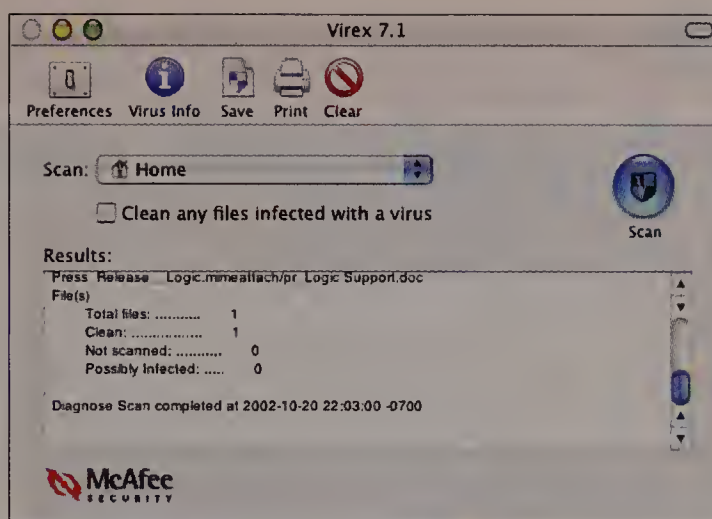 Virex 7.1
Preferences Virus Info Save Print Clear
Scan: Home
Clean any files infected with a virus
Scan
Results:
Press Release Logic.mimeattach/pr Logic Support.doc
File(s)
Total files: ........... 1
Clean: ................. 1
Not scanned: ........... 0
Possibly Infected: ..... 0
Diagnose Scan completed at 2002-10-20 22:03:00 -0700
McAfee
SECURITY